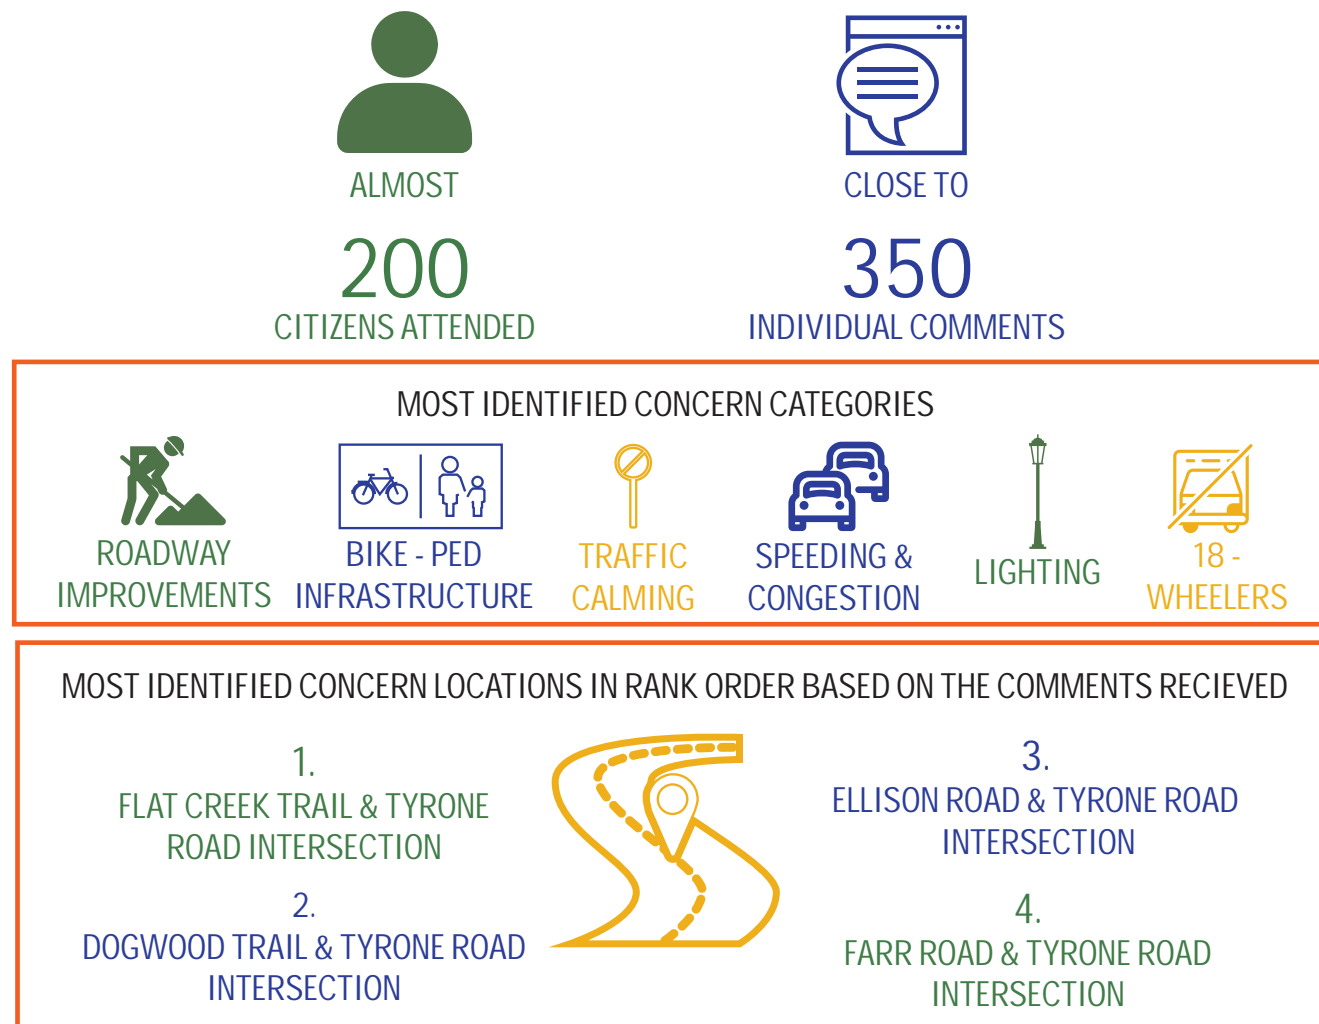 ALMOST
200
CITIZENS ATTENDED
CLOSE TO
350
INDIVIDUAL COMMENTS
MOST IDENTIFIED CONCERN CATEGORIES
ROADWAY
IMPROVEMENTS
BIKE - PED
INFRASTRUCTURE
TRAFFIC
CALMING
SPEEDING &
CONGESTION
LIGHTING
18 -
WHEELERS
MOST IDENTIFIED CONCERN LOCATIONS IN RANK ORDER BASED ON THE COMMENTS RECIEVED
1.
FLAT CREEK TRAIL & TYRONE
ROAD INTERSECTION
2.
DOGWOOD TRAIL & TYRONE ROAD
INTERSECTION
3.
ELLISON ROAD & TYRONE ROAD
INTERSECTION
4.
FARR ROAD & TYRONE ROAD
INTERSECTION